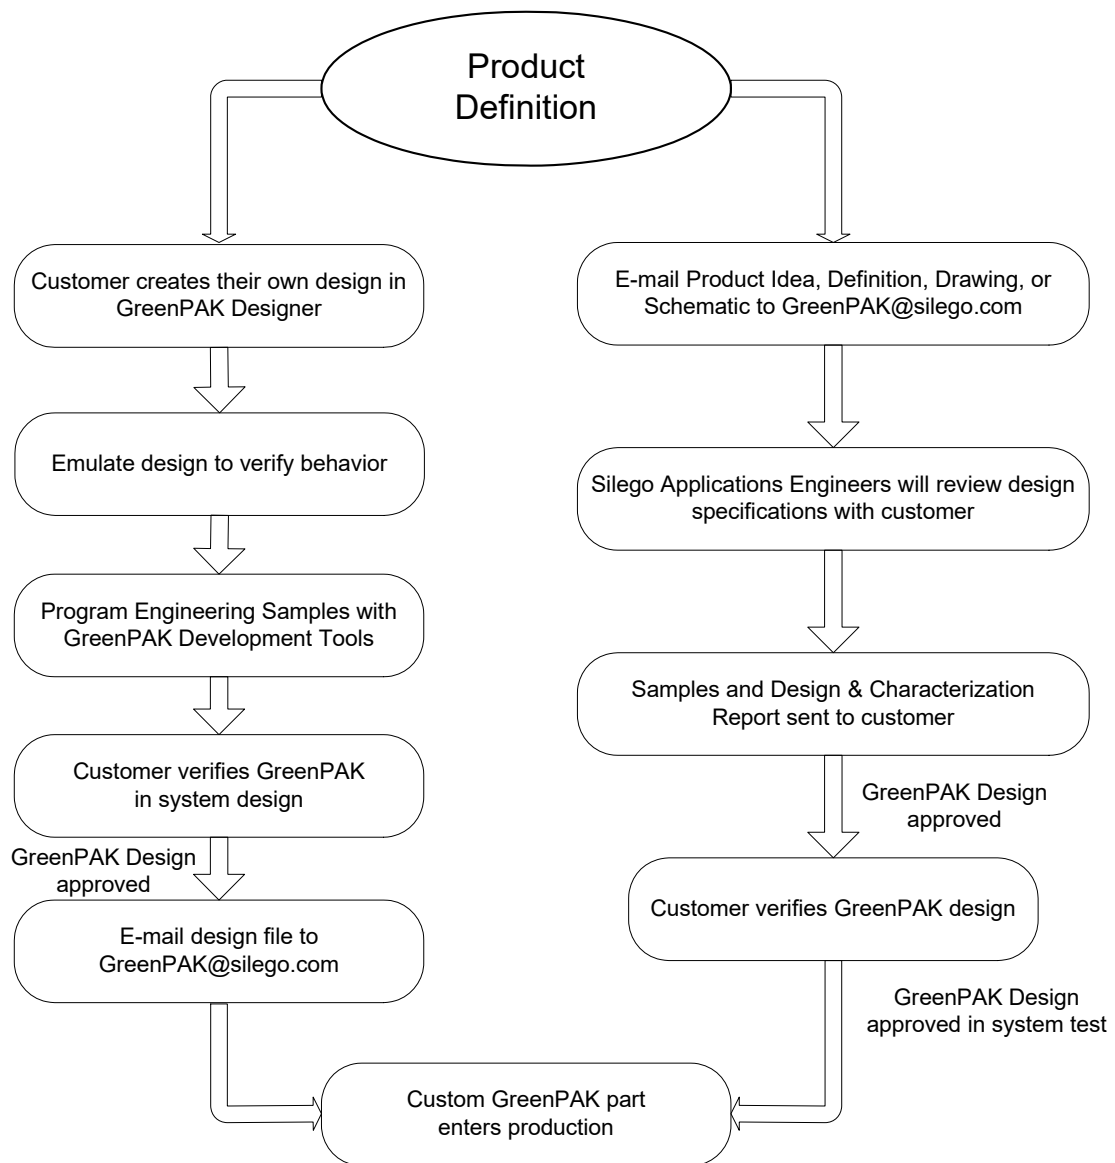 Product
Definition
Customer creates their own design in
GreenPAK Designer
Emulate design to verify behavior
Program Engineering Samples with
GreenPAK Development Tools
Customer verifies GreenPAK
in system design
GreenPAK Design
approved
E-mail design file to
GreenPAK@silego.com
E-mail Product Idea, Definition, Drawing, or
Schematic to GreenPAK@silego.com
Silego Applications Engineers will review design
specifications with customer
Samples and Design & Characterization
Report sent to customer
GreenPAK Design
approved
Customer verifies GreenPAK design
GreenPAK Design
approved in system test
Custom GreenPAK part
enters production